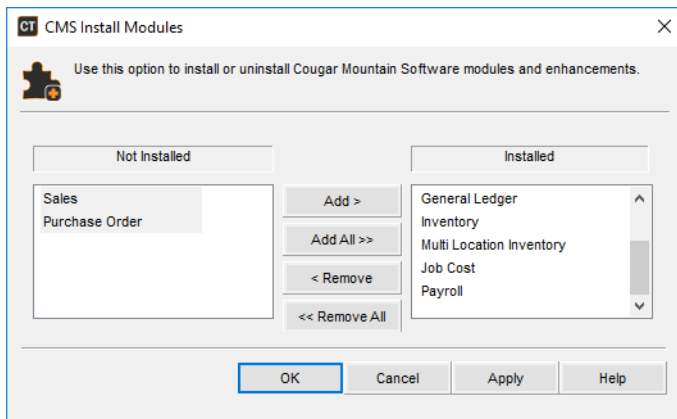 CT CMS Install Modules
Use this option to install or uninstall Cougar Mountain Software modules and enhancements.
Not Installed
Installed
Sales
Purchase Order
Add >
Add All >>
< Remove
<< Remove All
General Ledger
Inventory
Multi Location Inventory
Job Cost
Payroll
OK
Cancel
Apply
Help